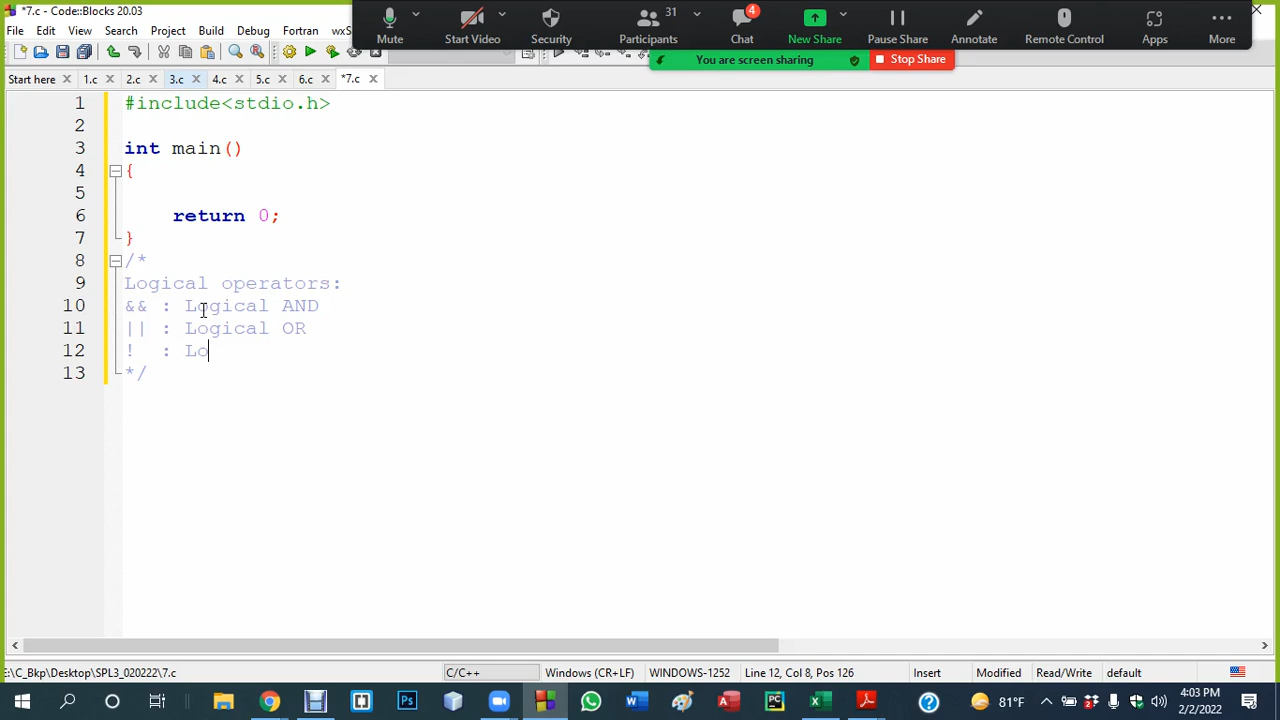 *7.c - Code::Blocks 20.03
File Edit View Search Project Build Debug Fortran wxS
Mute Start Video Security Participants 31 Chat 4 New Share Pause Share Annotate Remote Control Apps More
You are screen sharing Stop Share
Start here 1.c 2.c 3.c 4.c 5.c 6.c *7.c
1 #include<stdio.h>
2
3 int main()
4 {
5
6 return 0;
7 }
8 /*
9 Logical operators:
10 && : Logical AND
11 || : Logical OR
12 ! : Lo
13 */
E:\C_Bkp\Desktop\SPL3_020222\7.c C/C++ Windows (CR+LF) WINDOWS-1252 Line 12, Col 8, Pos 126 Insert Modified Read/Write default
81°F 4:03 PM
2/2/2022